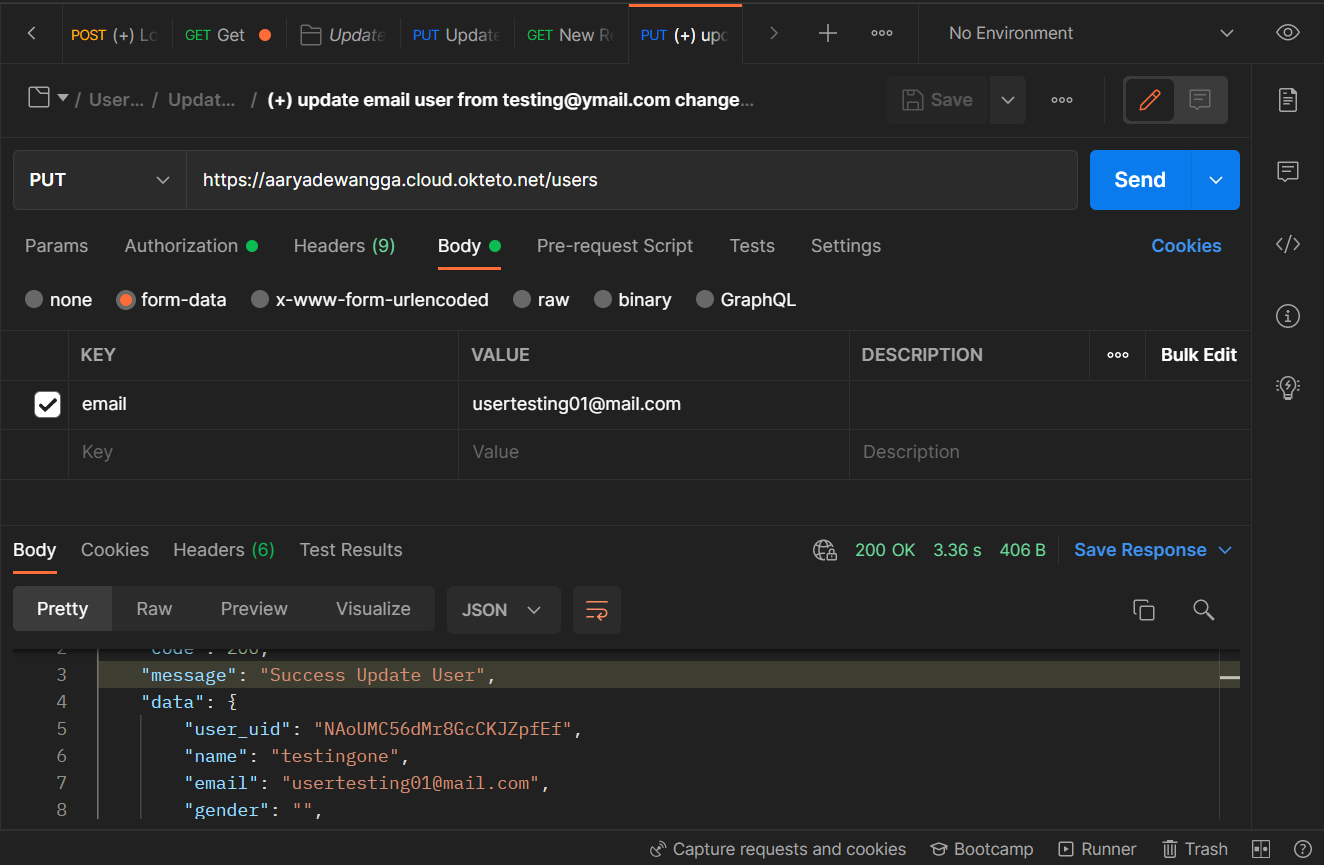 POST (+) Lo GET Get Update PUT Update GET New Re PUT (+) upd No Environment
User... / Updat... / (+) update email user from testing@ymail.com change... Save
PUT https://aaryadewangga.cloud.okteto.net/users Send
Params Authorization Headers (9) Body Pre-request Script Tests Settings Cookies
none form-data x-www-form-urlencoded raw binary GraphQL
KEY VALUE DESCRIPTION Bulk Edit
email usertesting01@mail.com
Key Value Description
Body Cookies Headers (6) Test Results 200 OK 3.36 s 406 B Save Response
Pretty Raw Preview Visualize JSON
2 "code": 200,
3 "message": "Success Update User",
4 "data": {
5 "user_uid": "NAoUMC56dMr8GcCKJZpfEf",
6 "name": "testingone",
7 "email": "usertesting01@mail.com",
8 "gender": "",
Capture requests and cookies Bootcamp Runner Trash